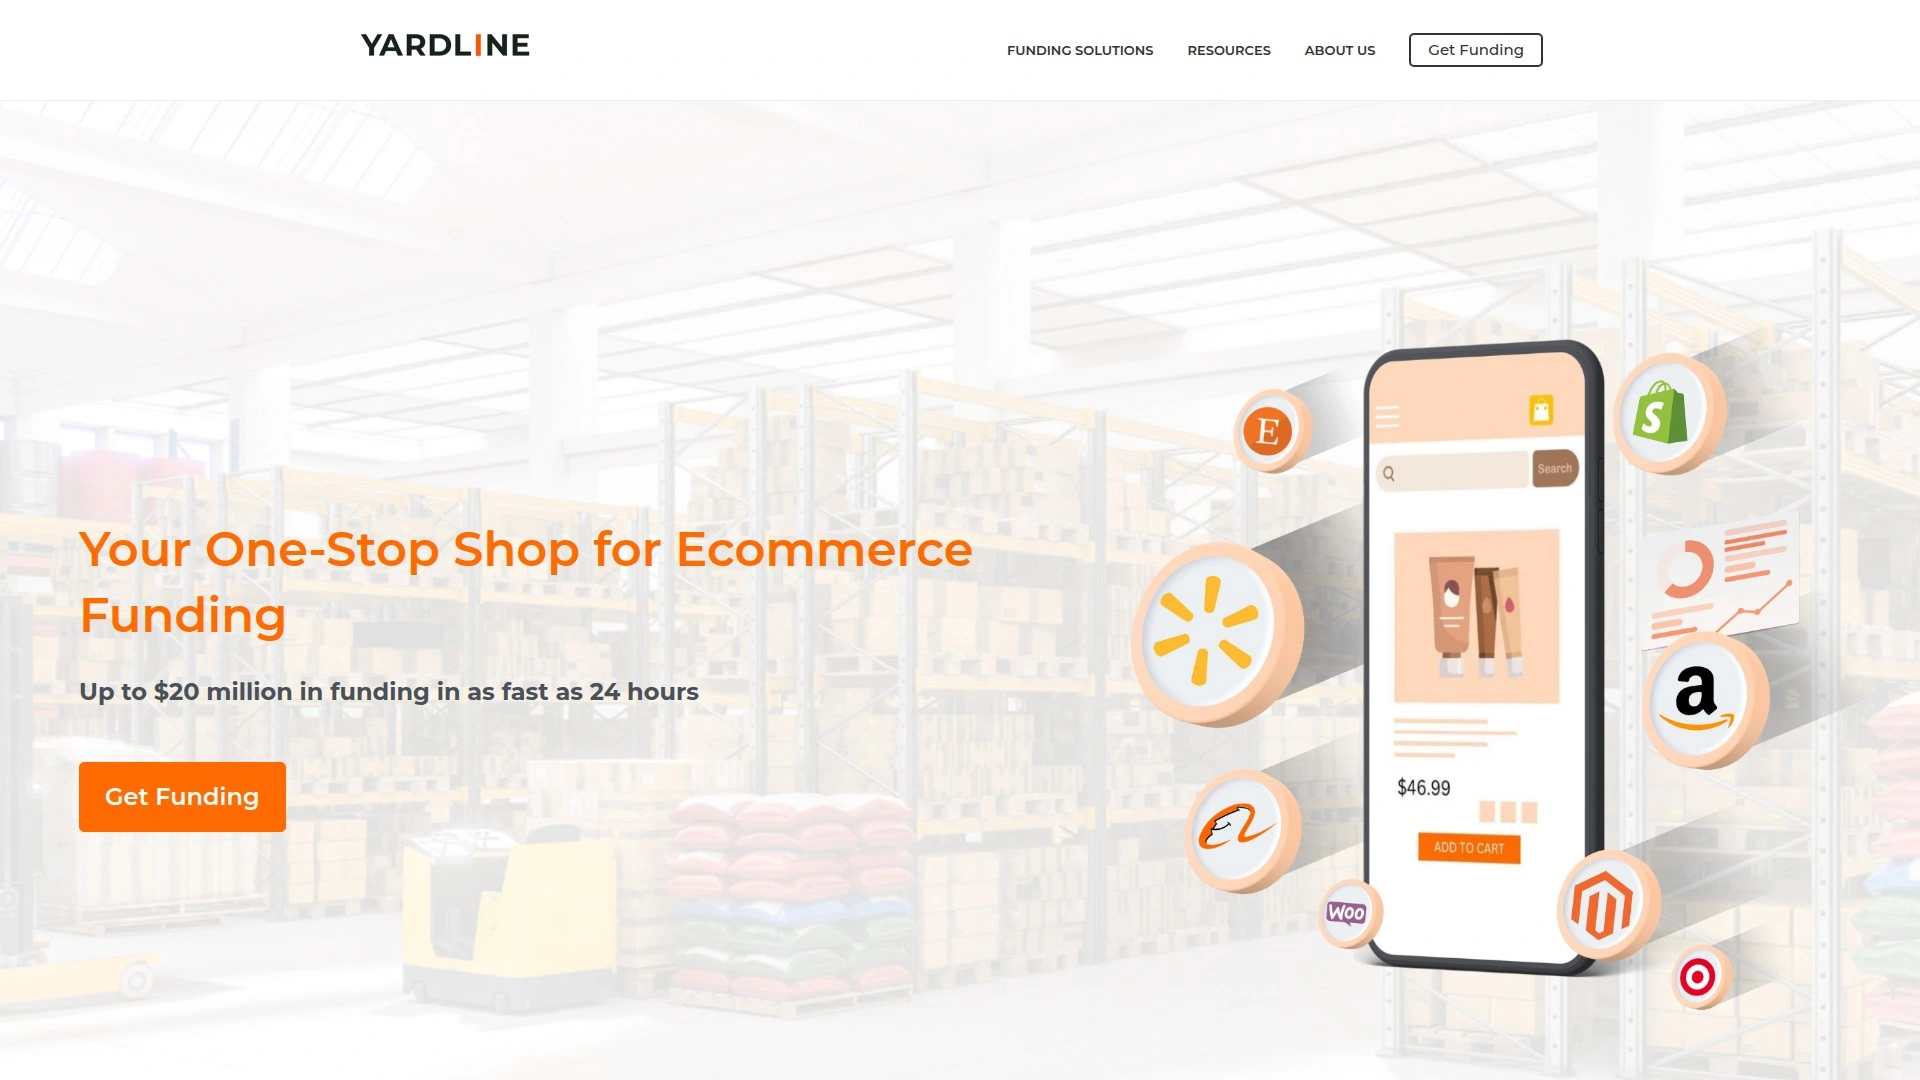 YARDLINE
FUNDING SOLUTIONS
RESOURCES
ABOUT US
Get Funding
Your One-Stop Shop for Ecommerce
Funding
Up to $20 million in funding in as fast as 24 hours
Get Funding
E
S
Search
a
$46.99
ADD TO CART
WOO